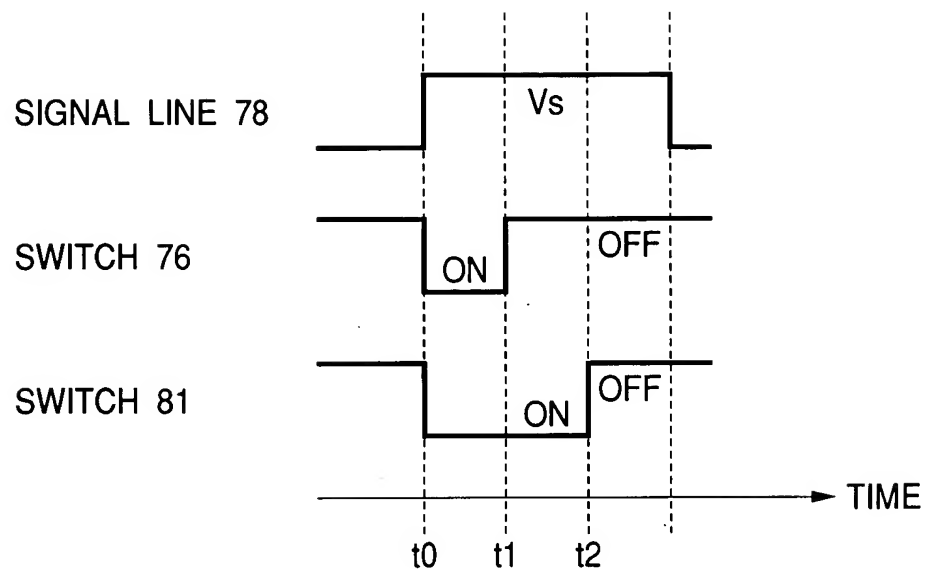 SIGNAL LINE 78
Vs
SWITCH 76
ON
OFF
SWITCH 81
ON
OFF
TIME
t0
t1
t2